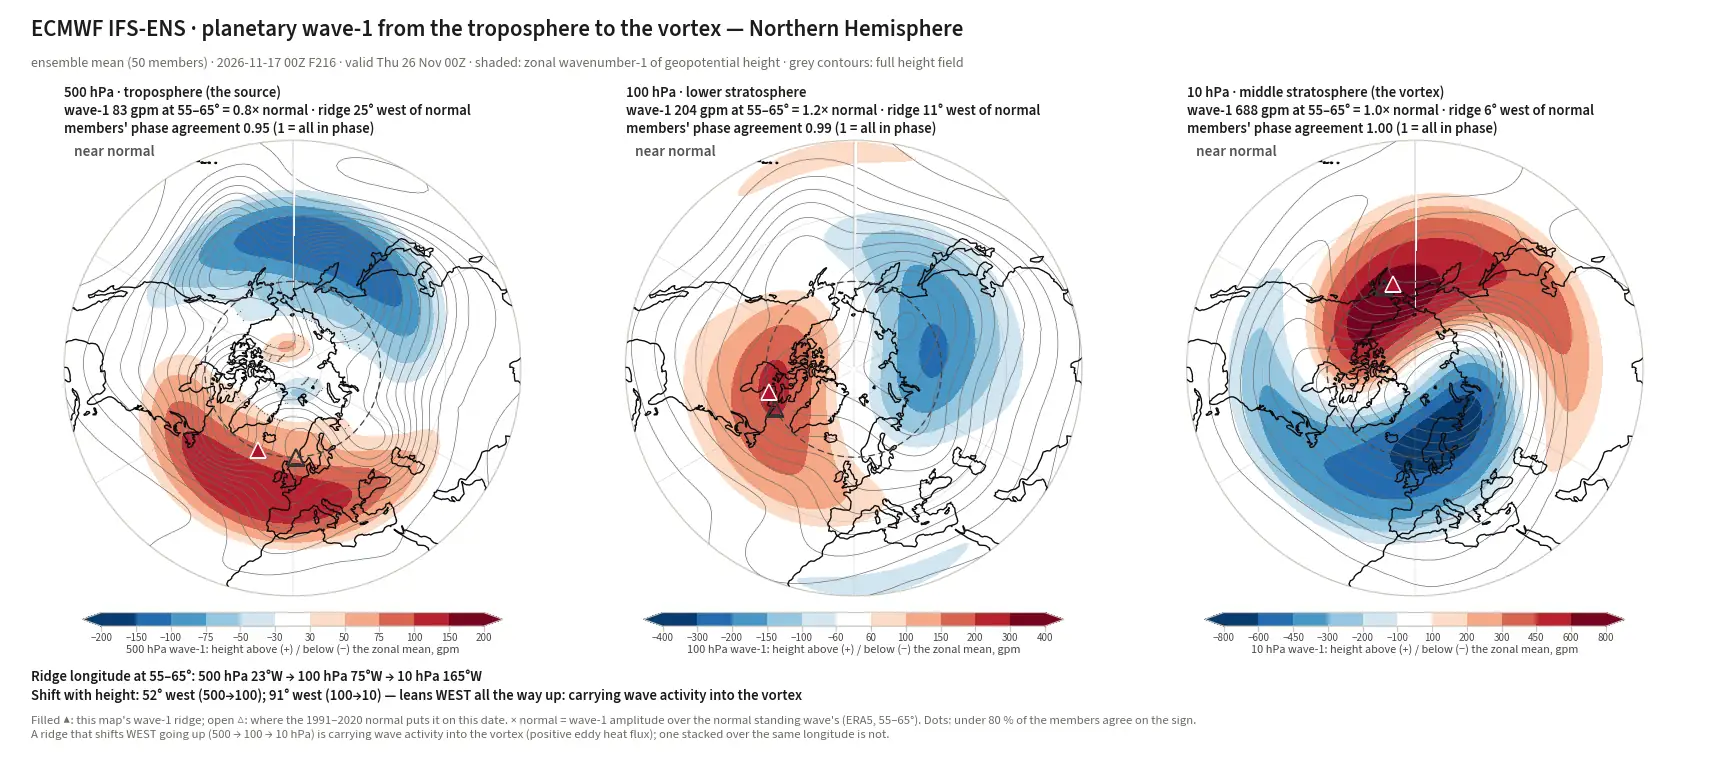 ECMWF IFS-ENS · planetary wave-1 from the troposphere to the vortex — Northern Hemisphere
ensemble mean (50 members) · 2026-11-17 00Z F216 · valid Thu 26 Nov 00Z · shaded: zonal wavenumber-1 of geopotential height · grey contours: full height field
500 hPa · troposphere (the source)
wave-1 83 gpm at 55–65° = 0.8× normal · ridge 25° west of normal
members' phase agreement 0.95 (1 = all in phase)
near normal
100 hPa · lower stratosphere
wave-1 204 gpm at 55–65° = 1.2× normal · ridge 11° west of normal
members' phase agreement 0.99 (1 = all in phase)
near normal
10 hPa · middle stratosphere (the vortex)
wave-1 688 gpm at 55–65° = 1.0× normal · ridge 6° west of normal
members' phase agreement 1.00 (1 = all in phase)
near normal
−200 −150 −100 −75 −50 −30 30 50 75 100 150 200
500 hPa wave-1: height above (+) / below (−) the zonal mean, gpm
−400 −300 −200 −150 −100 −60 60 100 150 200 300 400
100 hPa wave-1: height above (+) / below (−) the zonal mean, gpm
−800 −600 −450 −300 −200 −100 100 200 300 450 600 800
10 hPa wave-1: height above (+) / below (−) the zonal mean, gpm
Ridge longitude at 55–65°: 500 hPa 23°W → 100 hPa 75°W → 10 hPa 165°W
Shift with height: 52° west (500→100); 91° west (100→10) — leans WEST all the way up: carrying wave activity into the vortex
Filled ▲: this map's wave-1 ridge; open △: where the 1991–2020 normal puts it on this date. × normal = wave-1 amplitude over the normal standing wave's (ERA5, 55–65°). Dots: under 80 % of the members agree on the sign.
A ridge that shifts WEST going up (500 → 100 → 10 hPa) is carrying wave activity into the vortex (positive eddy heat flux); one stacked over the same longitude is not.